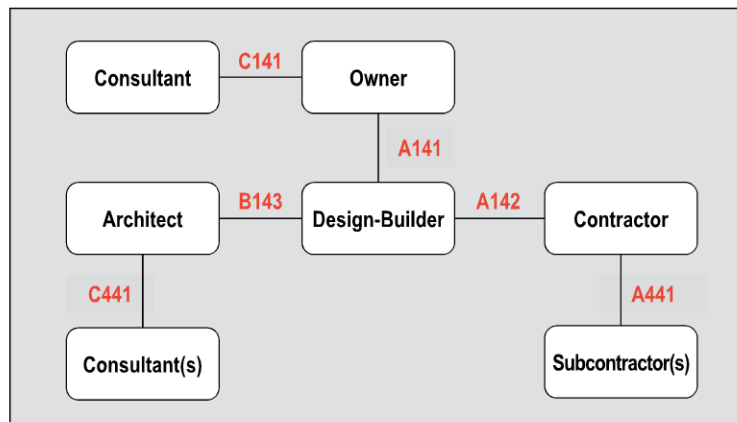 C141
Consultant
Owner
A141
B143
A142
Architect
Design-Builder
Contractor
C441
A441
Consultant(s)
Subcontractor(s)